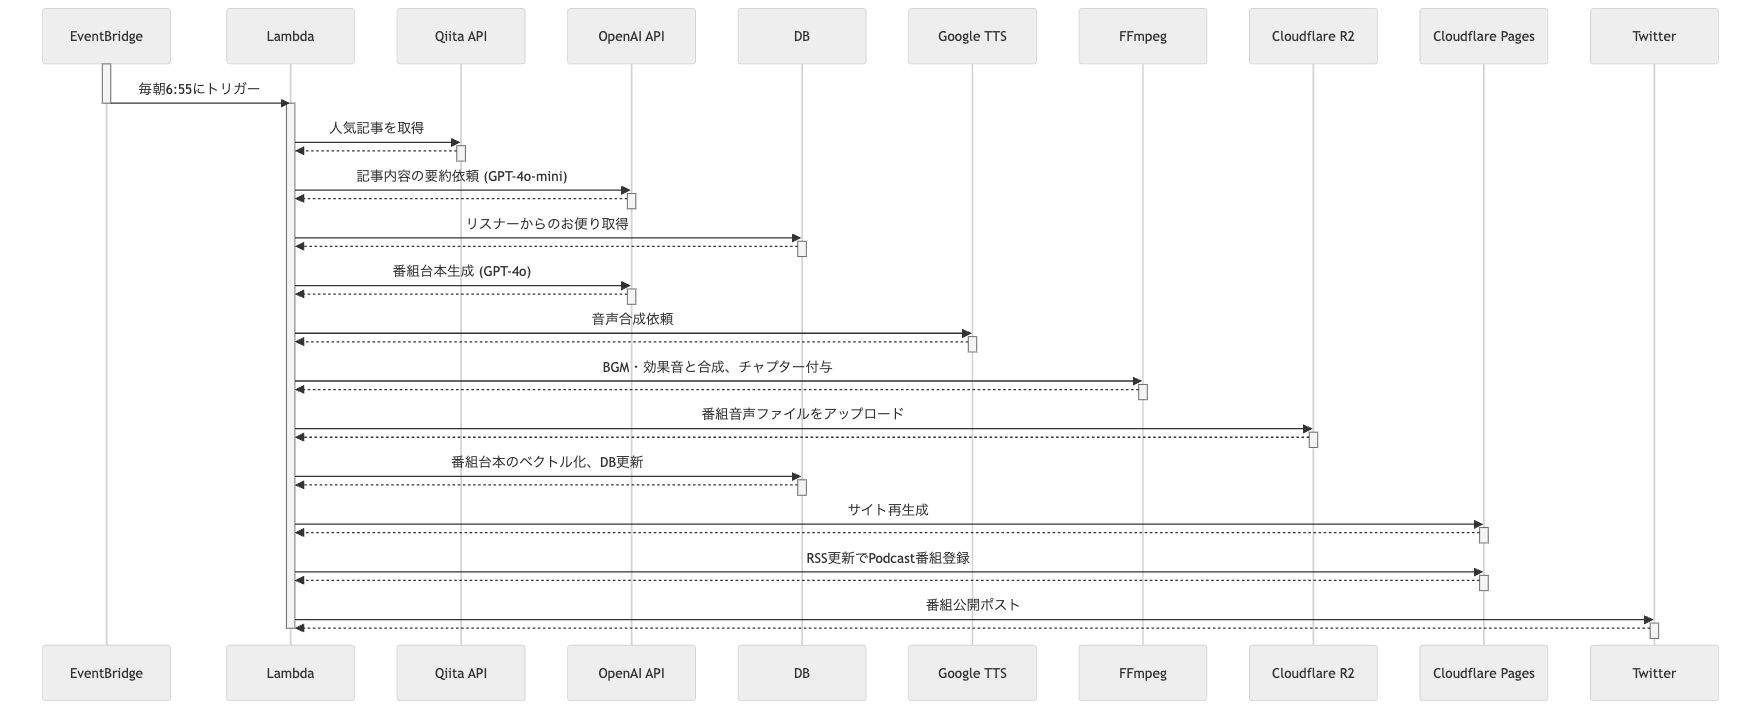 EventBridge
Lambda
Qiita API
OpenAI API
DB
Google TTS
FFmpeg
Cloudflare R2
Cloudflare Pages
Twitter
毎朝6:55にトリガー
人気記事を取得
記事内容の要約依頼 (GPT-4o-mini)
リスナーからのお便り取得
番組台本生成 (GPT-4o)
音声合成依頼
BGM・効果音と合成、チャプター付与
番組音声ファイルをアップロード
番組台本のベクトル化、DB更新
サイト再生成
RSS更新でPodcast番組登録
番組公開ポスト
EventBridge
Lambda
Qiita API
OpenAI API
DB
Google TTS
FFmpeg
Cloudflare R2
Cloudflare Pages
Twitter